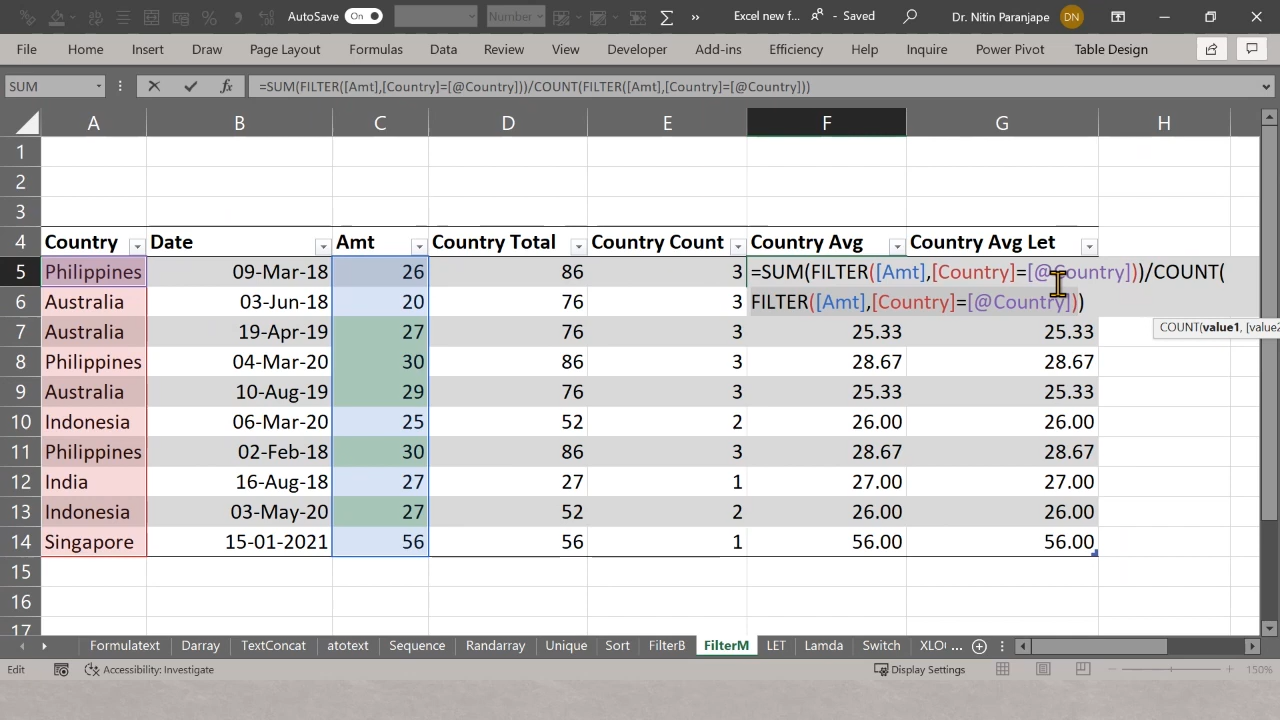 AutoSave On Number Excel new f... - Saved Dr. Nitin Paranjape DN
File Home Insert Draw Page Layout Formulas Data Review View Developer Add-ins Efficiency Help Inquire Power Pivot Table Design
SUM fx =SUM(FILTER([Amt],[Country]=[@Country]))/COUNT(FILTER([Amt],[Country]=[@Country]))
A B C D E F G H
1
2
3
4 Country Date Amt Country Total Country Count Country Avg Country Avg Let
5 Philippines 09-Mar-18 26 86 3 =SUM(FILTER([Amt],[Country]=[@Country]))/COUNT(
6 Australia 03-Jun-18 20 76 3 FILTER([Amt],[Country]=[@Country]))
COUNT(value1, [value2
7 Australia 19-Apr-19 27 76 3 25.33 25.33
8 Philippines 04-Mar-20 30 86 3 28.67 28.67
9 Australia 10-Aug-19 29 76 3 25.33 25.33
10 Indonesia 06-Mar-20 25 52 2 26.00 26.00
11 Philippines 02-Feb-18 30 86 3 28.67 28.67
12 India 16-Aug-18 27 27 1 27.00 27.00
13 Indonesia 03-May-20 27 52 2 26.00 26.00
14 Singapore 15-01-2021 56 56 1 56.00 56.00
15
16
17
Formulatext Darray TextConcat atotext Sequence Randarray Unique Sort FilterB FilterM LET Lamda Switch XLO ...
Edit Accessibility: Investigate Display Settings 150%